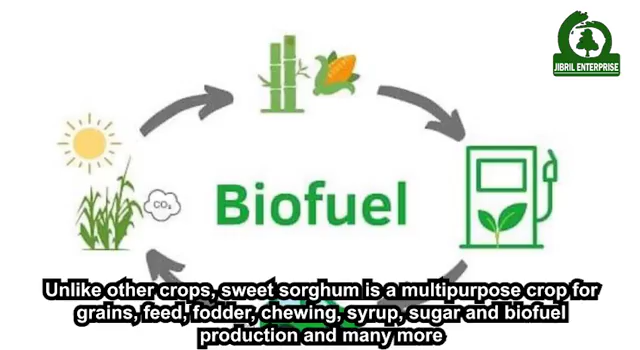 JIBRIL ENTERPRISE
CO₂
Biofuel
Unlike other crops, sweet sorghum is a multipurpose crop for
grains, feed, fodder, chewing, syrup, sugar and biofuel
production and many more